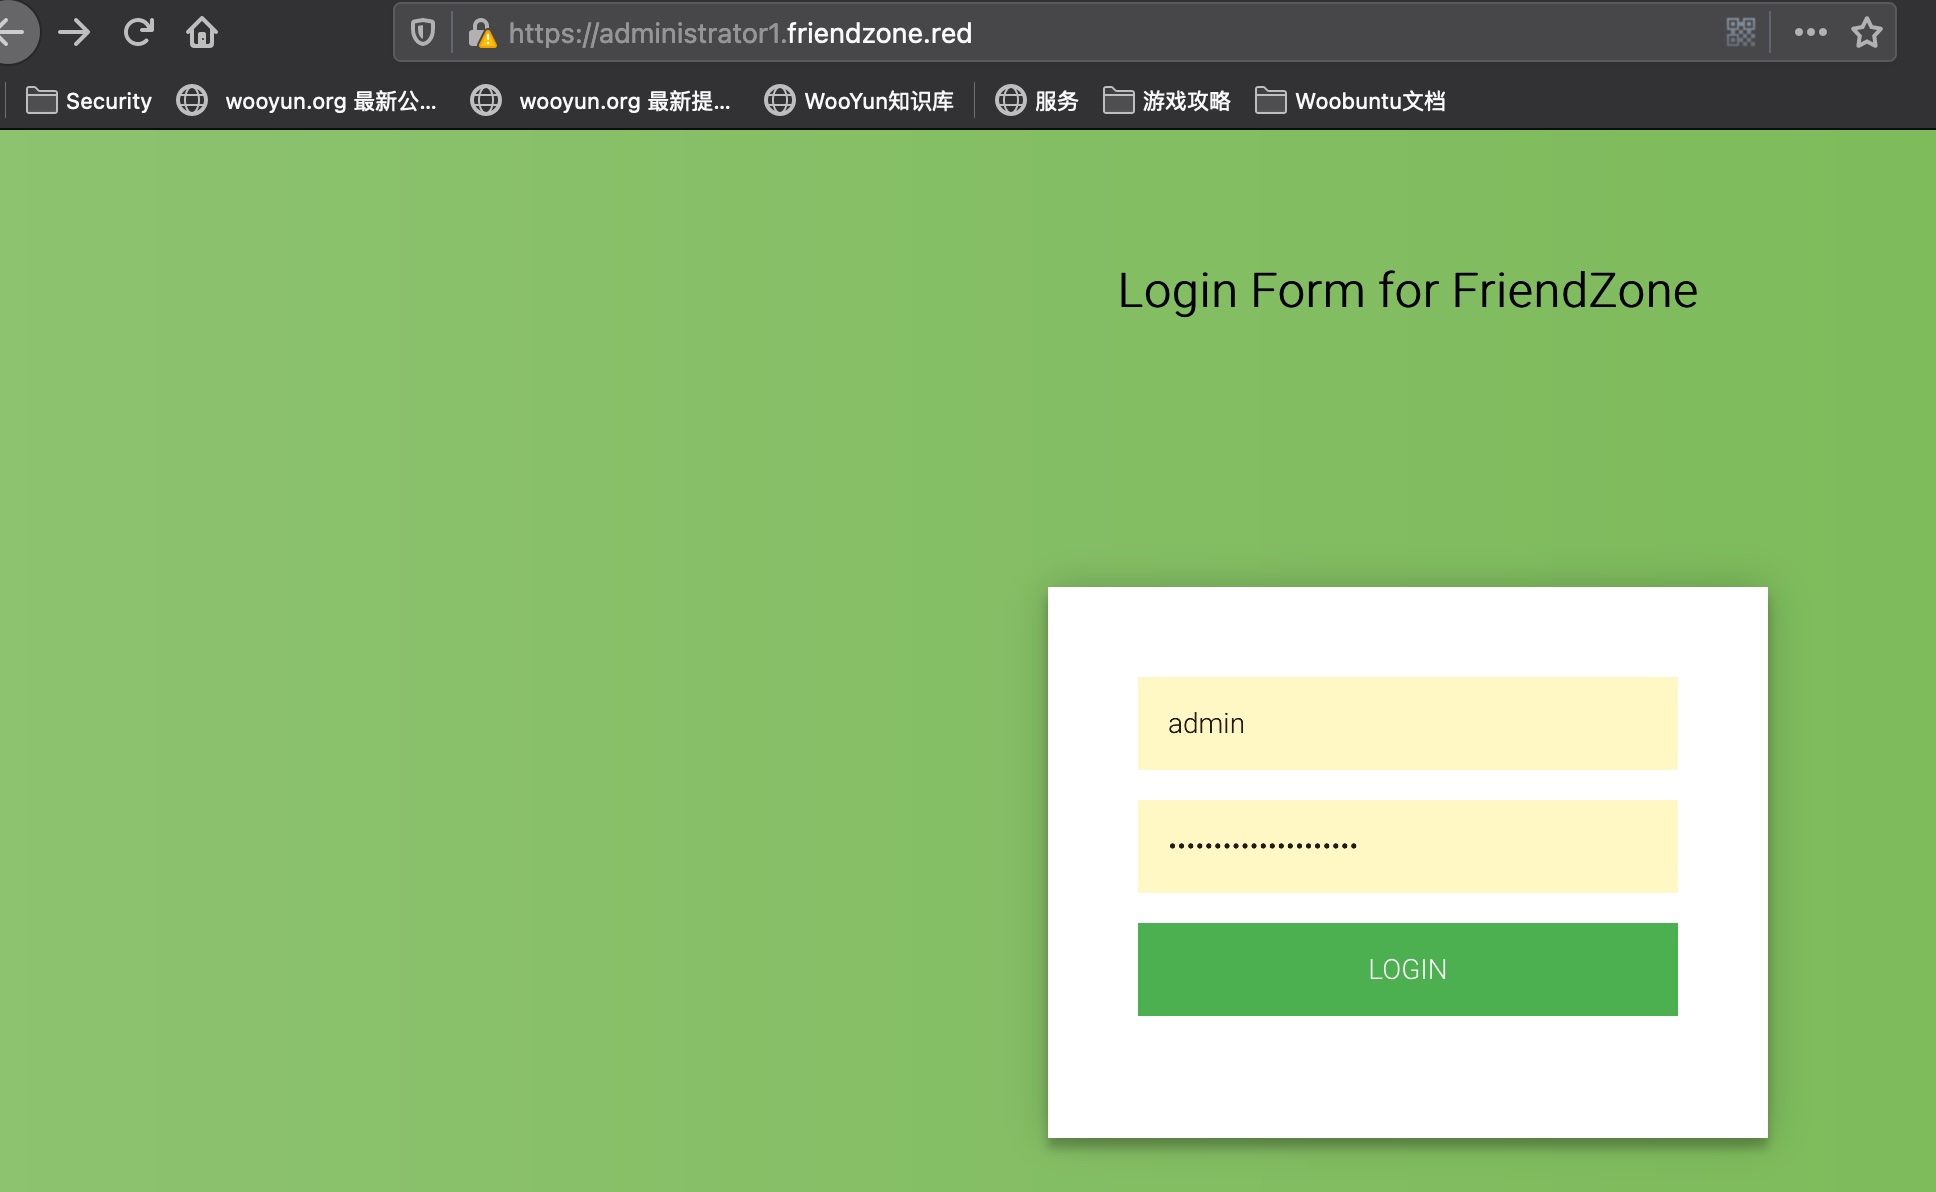 https://administrator1.friendzone.red
Security wooyun.org 最新公... wooyun.org 最新提... WooYun知识库 服务 游戏攻略 Woobuntu文档
Login Form for FriendZone
admin
•••••••••••••••••••••
LOGIN